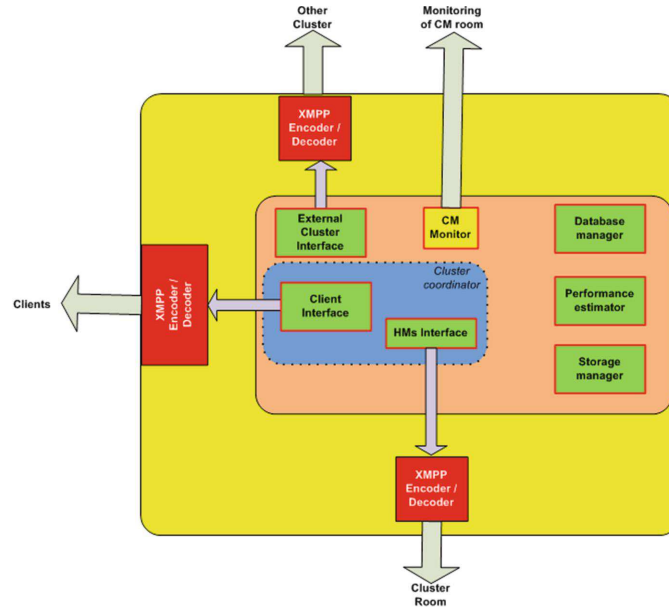 Other
Cluster
Monitoring
of CM room
XMPP
Encoder /
Decoder
External
Cluster
Interface
CM
Monitor
Database
manager
Cluster
coordinator
Clients
XMPP
Encoder /
Decoder
Client
Interface
Performance
estimator
HMs Interface
Storage
manager
XMPP
Encoder /
Decoder
Cluster
Room